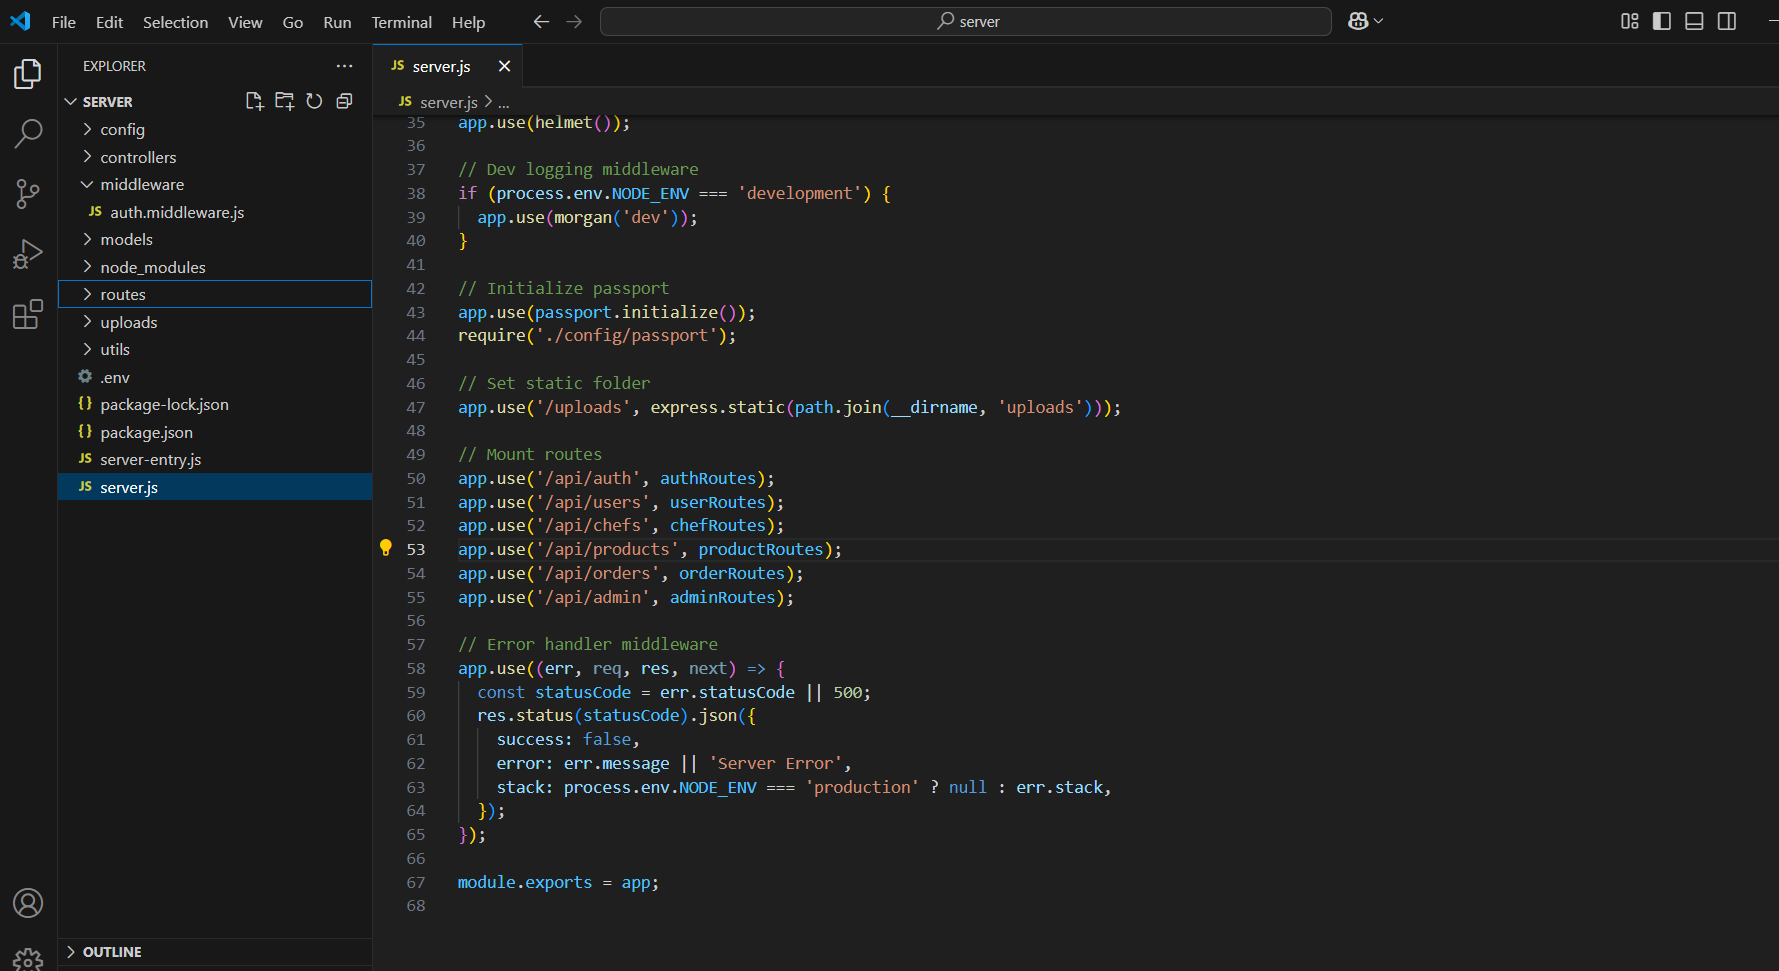 File Edit Selection View Go Run Terminal Help
server
EXPLORER
SERVER
config
controllers
middleware
JS auth.middleware.js
models
node_modules
routes
uploads
utils
.env
{} package-lock.json
{} package.json
JS server-entry.js
JS server.js
OUTLINE
JS server.js
JS server.js > ...
35 app.use(helmet());
36
37 // Dev logging middleware
38 if (process.env.NODE_ENV === 'development') {
39 app.use(morgan('dev'));
40 }
41
42 // Initialize passport
43 app.use(passport.initialize());
44 require('./config/passport');
45
46 // Set static folder
47 app.use('/uploads', express.static(path.join(__dirname, 'uploads')));
48
49 // Mount routes
50 app.use('/api/auth', authRoutes);
51 app.use('/api/users', userRoutes);
52 app.use('/api/chefs', chefRoutes);
53 app.use('/api/products', productRoutes);
54 app.use('/api/orders', orderRoutes);
55 app.use('/api/admin', adminRoutes);
56
57 // Error handler middleware
58 app.use((err, req, res, next) => {
59 const statusCode = err.statusCode || 500;
60 res.status(statusCode).json({
61 success: false,
62 error: err.message || 'Server Error',
63 stack: process.env.NODE_ENV === 'production' ? null : err.stack,
64 });
65 });
66
67 module.exports = app;
68